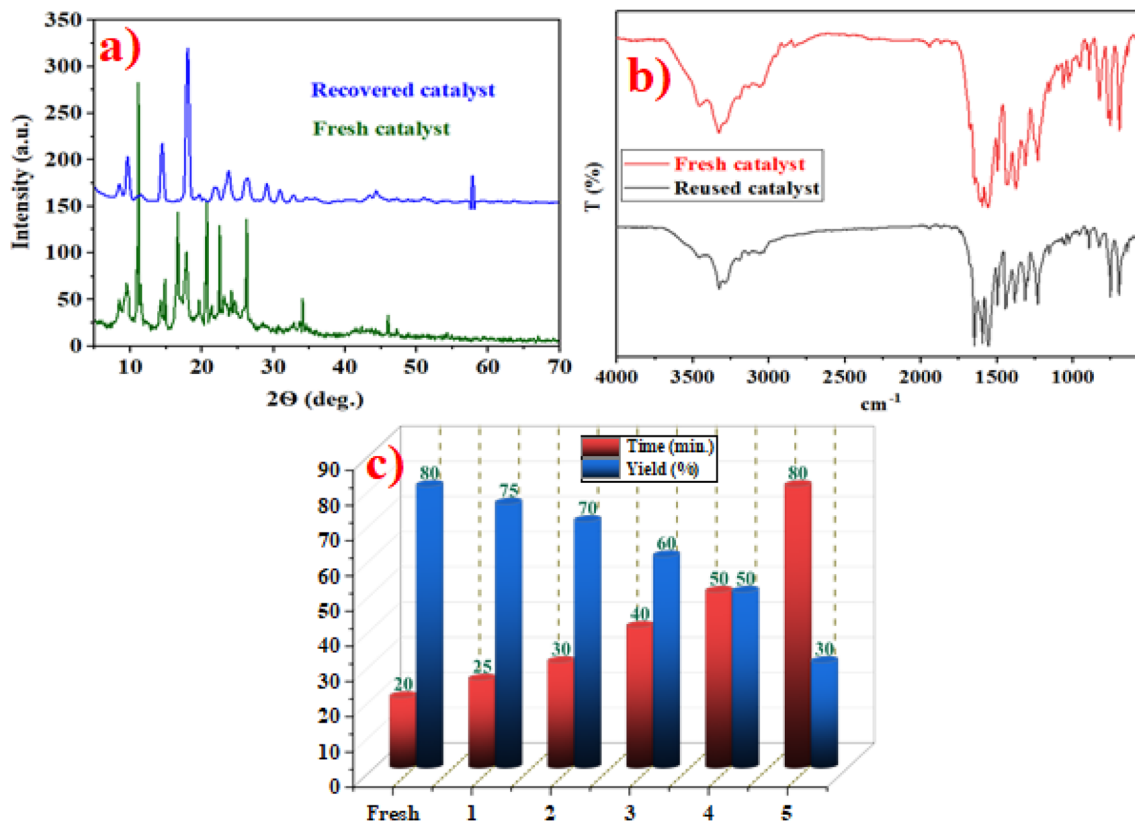 a)
350
300
250
200
150
100
50
0
Intensity (a.u.)
Recovered catalyst
Fresh catalyst
10 20 30 40 50 60 70
2Θ (deg.)
b)
T (%)
Fresh catalyst
Reused catalyst
4000 3500 3000 2500 2000 1500 1000
cm-1
c)
Time (min.)
Yield (%)
90
80
70
60
50
40
30
20
10
0
20 80
25 75
30 70
40 60
50 50
80 30
Fresh 1 2 3 4 5